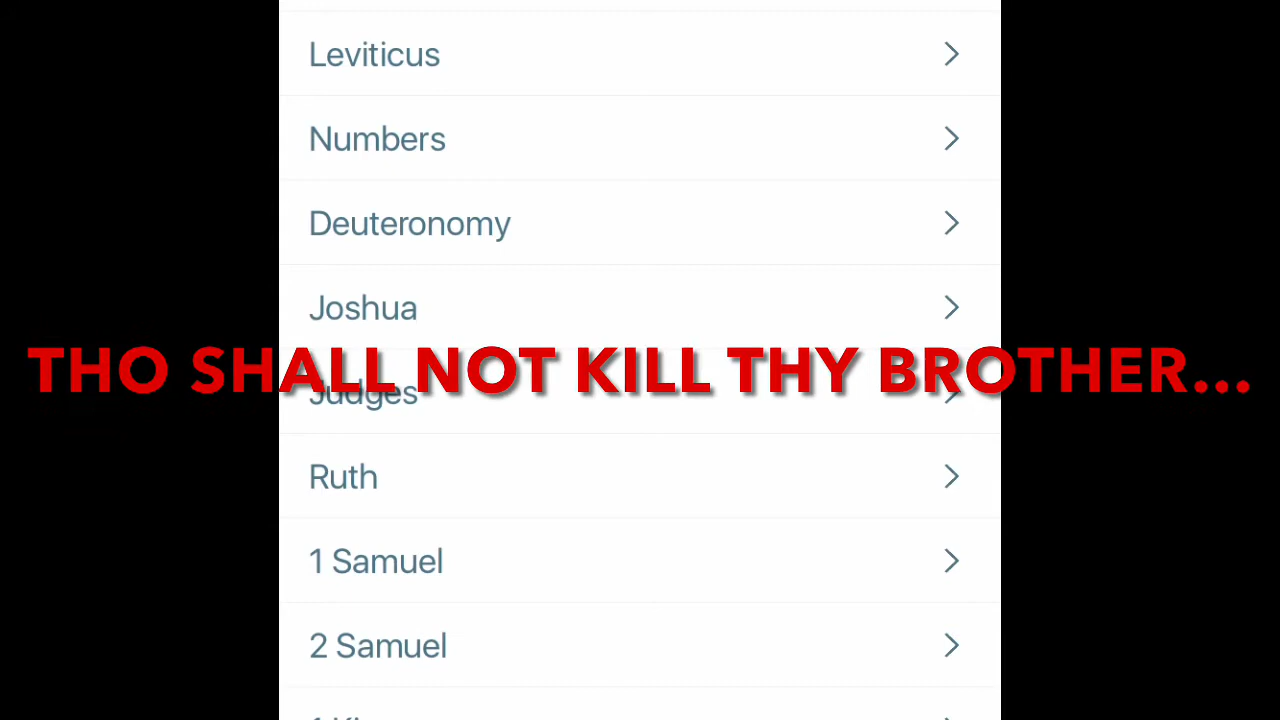 Leviticus
Numbers
Deuteronomy
Joshua
THO SHALL NOT KILL THY BROTHER...
Judges
Ruth
1 Samuel
2 Samuel